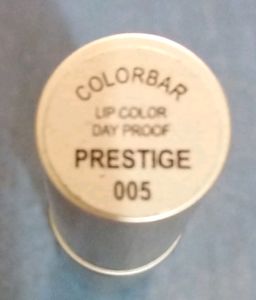 COLORBAR
LIP COLOR
DAY PROOF
PRESTIGE
005